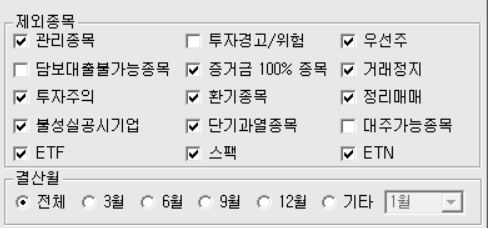 제외종목
관리종목 투자경고/위험 우선주
담보대출불가능종목 증거금 100% 종목 거래정지
투자주의 환기종목 정리매매
불성실공시기업 단기과열종목 대주가능종목
ETF 스팩 ETN
결산월
전체 3월 6월 9월 12월 기타 1월